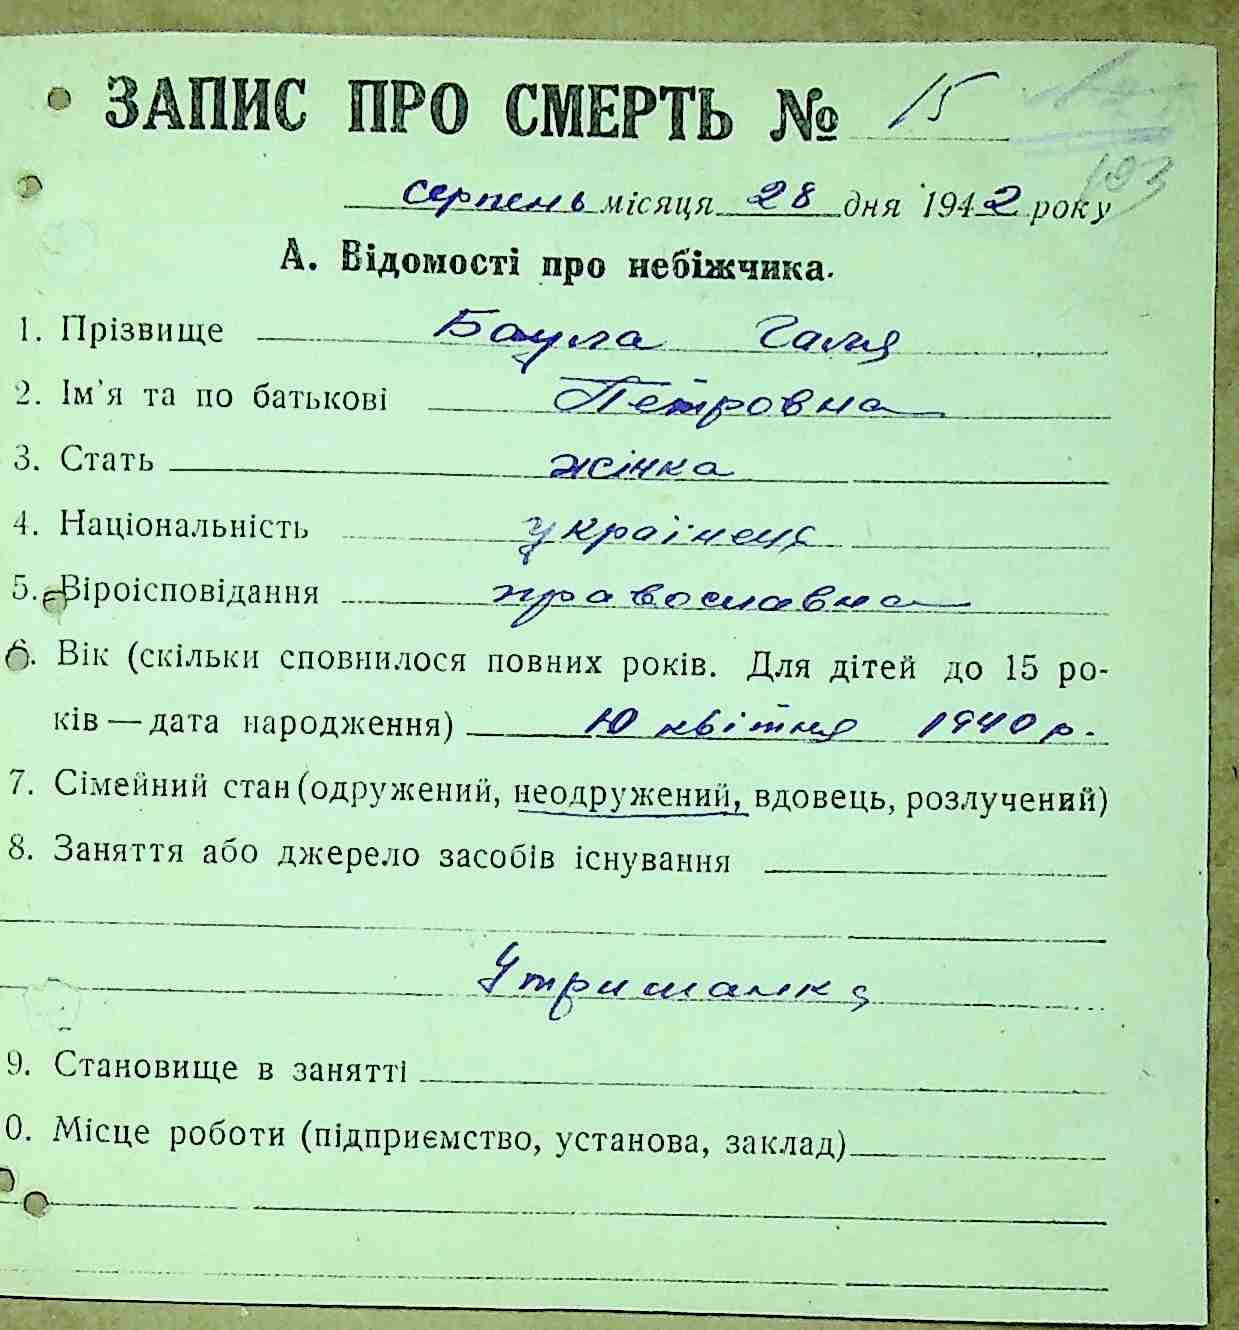 ЗАПИС ПРО СМЕРТЬ № 15
103
серпень місяця 28 дня 1942 року
А. Відомості про небіжчика.
1. Прізвище Баула Галя
2. Ім'я та по батькові Петровна
3. Стать жінка
4. Національність українець
5. Віроісповідання православна
6. Вік (скільки сповнилося повних років. Для дітей до 15 ро-
ків — дата народження) 10 квітня 1940 р.
7. Сімейний стан (одружений, неодружений, вдовець, розлучений)
8. Заняття або джерело засобів існування
Утриманка
9. Становище в занятті
0. Місце роботи (підприємство, установа, заклад)